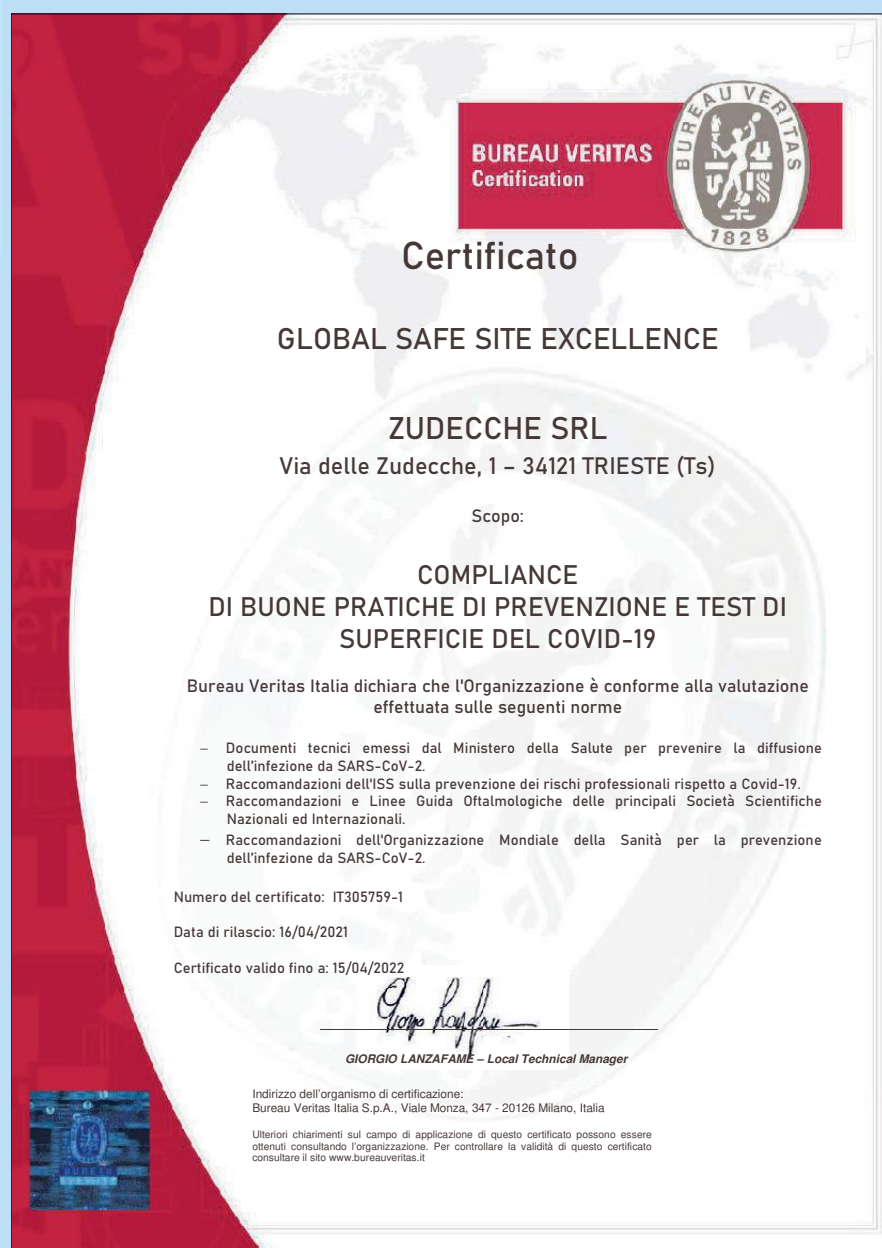 BUREAU VERITAS
Certification
BUREAU VERITAS
1828
Certificato
GLOBAL SAFE SITE EXCELLENCE
ZUDECCHE SRL
Via delle Zudecche, 1 – 34121 TRIESTE (Ts)
Scopo:
COMPLIANCE
DI BUONE PRATICHE DI PREVENZIONE E TEST DI
SUPERFICIE DEL COVID-19
Bureau Veritas Italia dichiara che l'Organizzazione è conforme alla valutazione
effettuata sulle seguenti norme
– Documenti tecnici emessi dal Ministero della Salute per prevenire la diffusione
dell'infezione da SARS-CoV-2.
– Raccomandazioni dell'ISS sulla prevenzione dei rischi professionali rispetto a Covid-19.
– Raccomandazioni e Linee Guida Oftalmologiche delle principali Società Scientifiche
Nazionali ed Internazionali.
– Raccomandazioni dell'Organizzazione Mondiale della Sanità per la prevenzione
dell'infezione da SARS-CoV-2.
Numero del certificato: IT305759-1
Data di rilascio: 16/04/2021
Certificato valido fino a: 15/04/2022
GIORGIO LANZAFAME – Local Technical Manager
Indirizzo dell'organismo di certificazione:
Bureau Veritas Italia S.p.A., Viale Monza, 347 - 20126 Milano, Italia
Ulteriori chiarimenti sul campo di applicazione di questo certificato possono essere
ottenuti consultando l'organizzazione. Per controllare la validità di questo certificato
consultare il sito www.bureauveritas.it
BUREAU
VERITAS